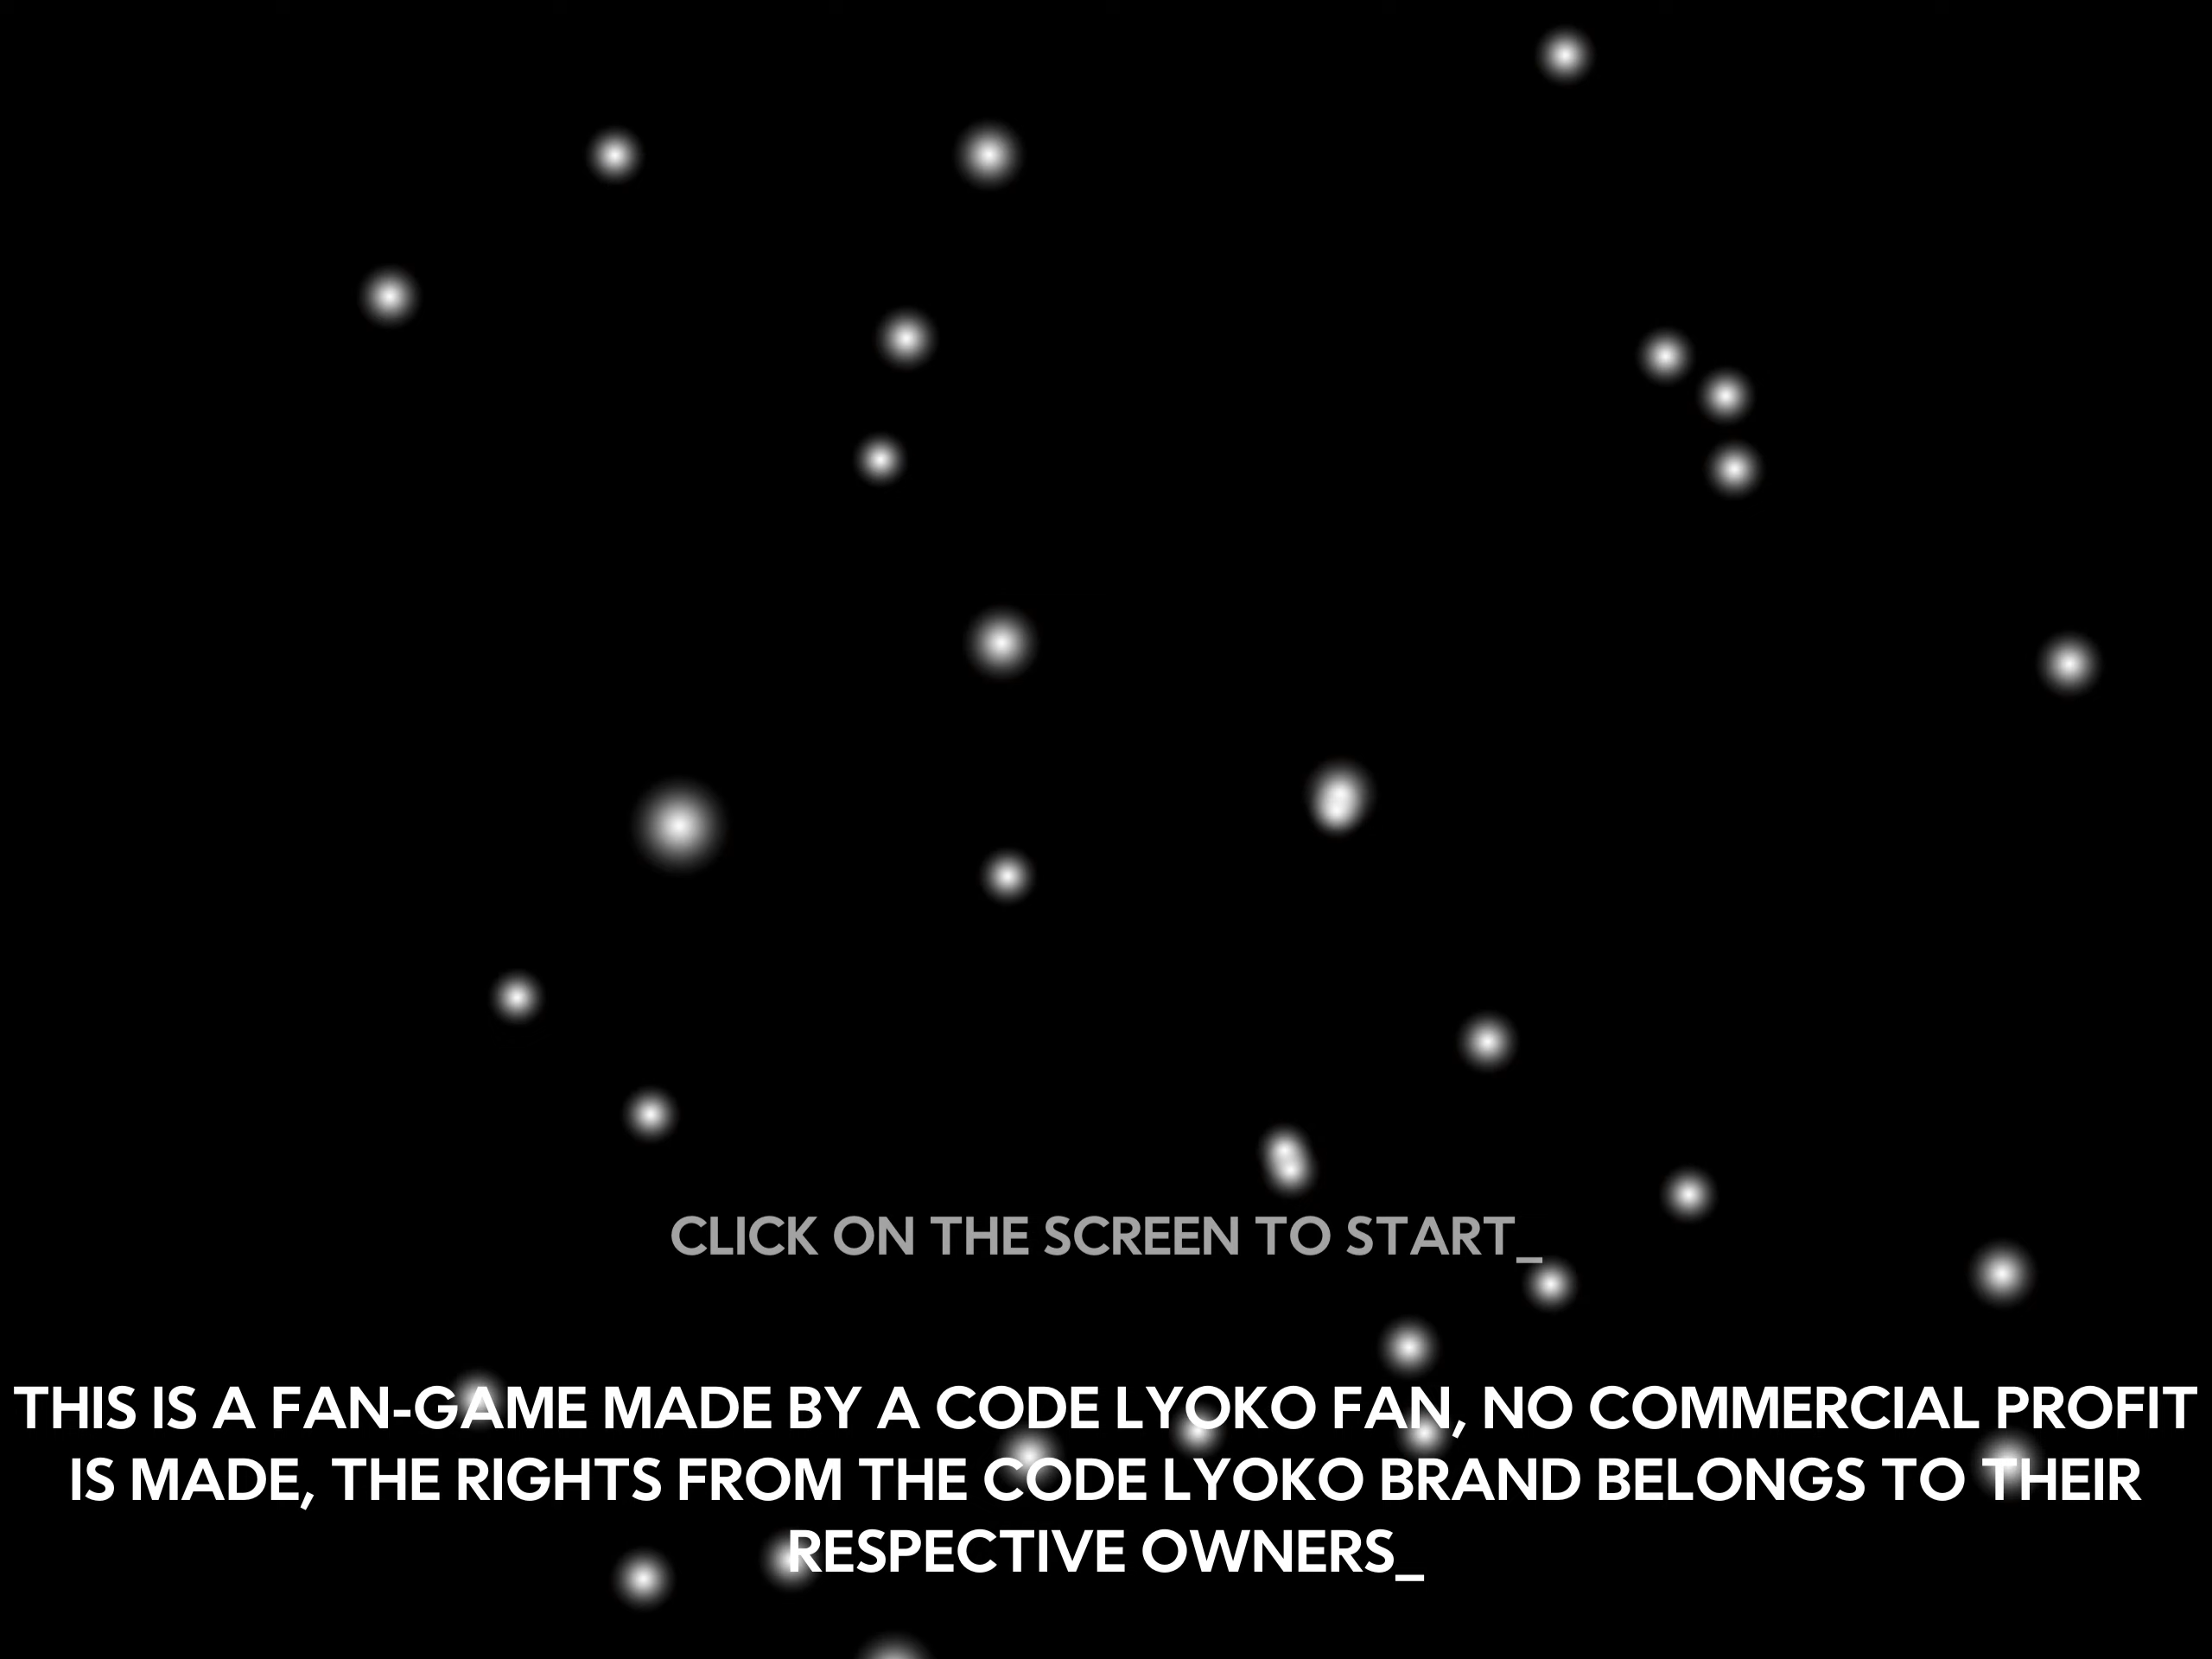 CLICK ON THE SCREEN TO START_
THIS IS A FAN-GAME MADE BY A CODE LYOKO FAN, NO COMMERCIAL PROFIT
IS MADE, THE RIGHTS FROM THE CODE LYOKO BRAND BELONGS TO THEIR
RESPECTIVE OWNERS_